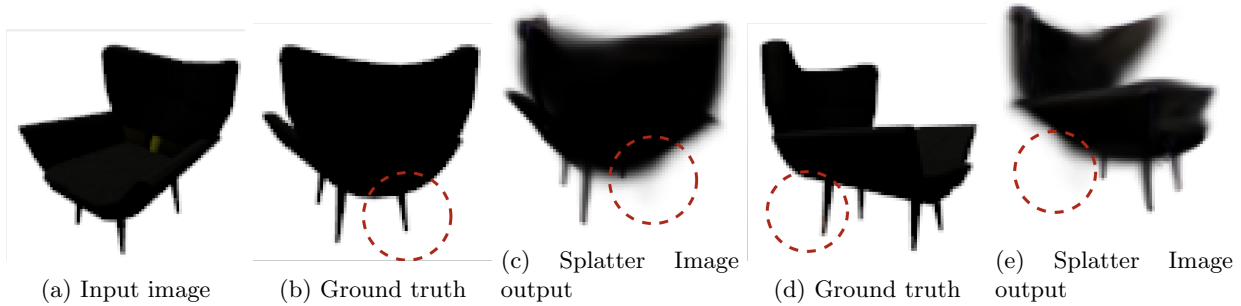 (a) Input image
(b) Ground truth
(c) Splatter Image
output
(d) Ground truth
(e) Splatter Image
output